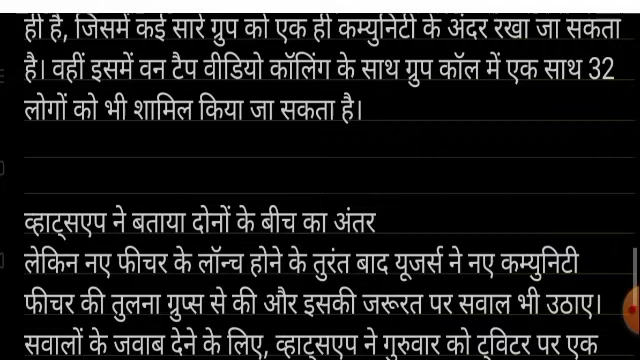 ही है, जिसमें कई सारे ग्रुप को एक ही कम्युनिटी के अंदर रखा जा सकता
है। वहीं इसमें वन टैप वीडियो कॉलिंग के साथ ग्रुप कॉल में एक साथ 32
लोगों को भी शामिल किया जा सकता है।
व्हाट्सएप ने बताया दोनों के बीच का अंतर
लेकिन नए फीचर के लॉन्च होने के तुरंत बाद यूजर्स ने नए कम्युनिटी
फीचर की तुलना ग्रुप्स से की और इसकी जरूरत पर सवाल भी उठाए।
सवालों के जवाब देने के लिए, व्हाट्सएप ने गुरुवार को ट्विटर पर एक